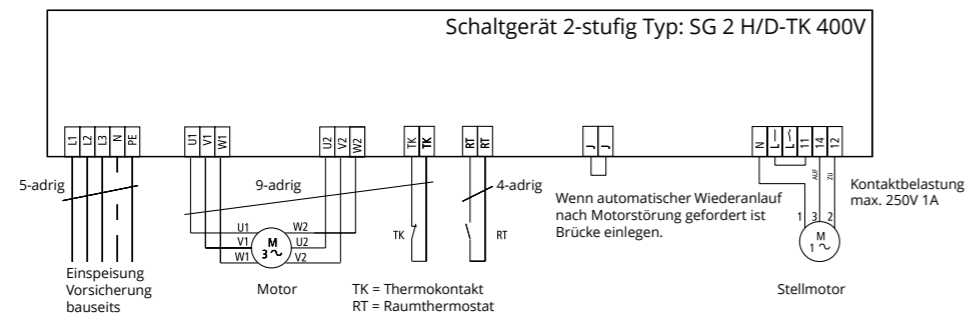 Schaltgerät 2-stufig Typ: SG 2 H/D-TK 400V
L1 L2 L3 N PE
U1 V1 W1
U2 V2 W2
TK TK
RT RT
J J
N L L 11 14 12
5-adrig
9-adrig
4-adrig
AUF ZU
Wenn automatischer Wiederanlauf
nach Motorstörung gefordert ist
Brücke einlegen.
Kontaktbelastung
max. 250V 1A
U1 W2
V1 U2
W1 V2
M
3
TK
RT
1 3 2
M
1
Einspeisung
Vorsicherung
bauseits
Motor
TK = Thermokontakt
RT = Raumthermostat
Stellmotor